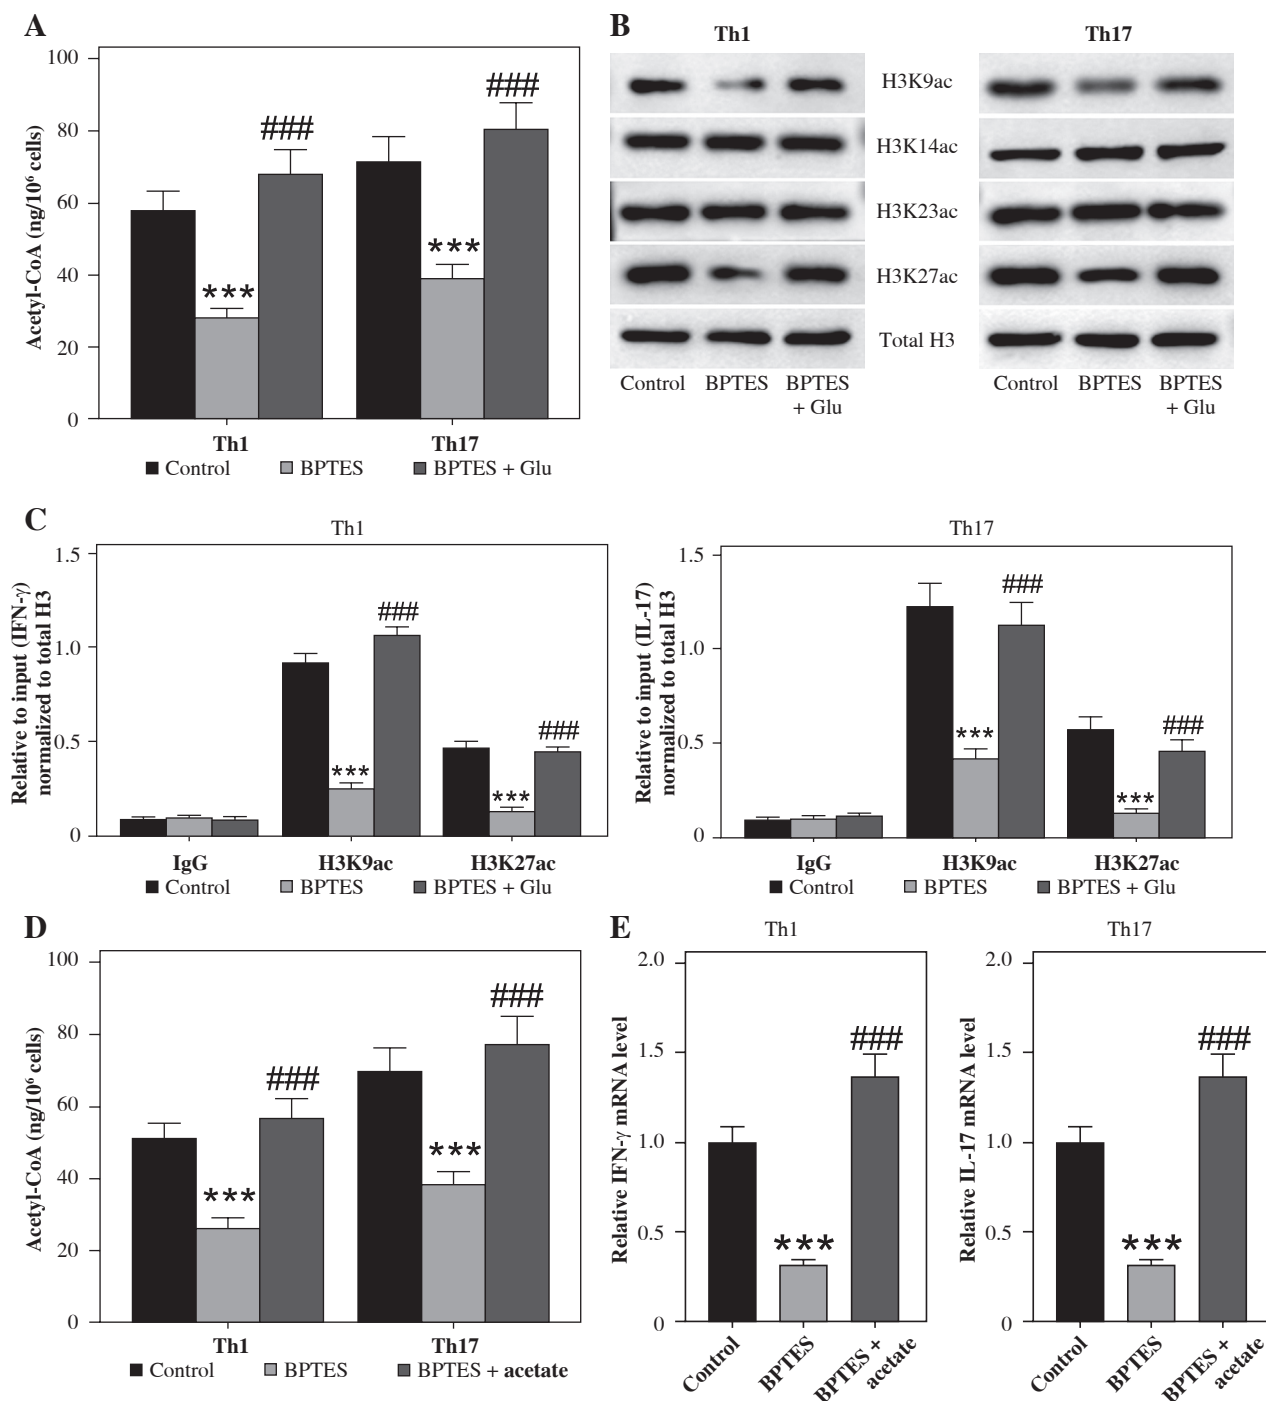 A
Acetyl-CoA (ng/10⁶ cells)
100
80
60
40
20
0
***
###
***
###
Th1
Th17
Control
BPTES
BPTES + Glu
B
Th1
Th17
H3K9ac
H3K14ac
H3K23ac
H3K27ac
Total H3
Control
BPTES
BPTES
+ Glu
Control
BPTES
BPTES
+ Glu
C
Th1
Relative to input (IFN-γ)
normalized to total H3
1.5
1.0
0.5
0
***
###
***
###
IgG
H3K9ac
H3K27ac
Control
BPTES
BPTES + Glu
Th17
Relative to input (IL-17)
normalized to total H3
1.5
1.0
0.5
0
***
###
***
###
IgG
H3K9ac
H3K27ac
Control
BPTES
BPTES + Glu
D
Acetyl-CoA (ng/10⁶ cells)
100
80
60
40
20
0
***
###
***
###
Th1
Th17
Control
BPTES
BPTES + acetate
E
Th1
Relative IFN-γ mRNA level
2.0
1.5
1.0
0.5
0
***
###
Control
BPTES
BPTES +
acetate
Th17
Relative IL-17 mRNA level
2.0
1.5
1.0
0.5
0
***
###
Control
BPTES
BPTES +
acetate